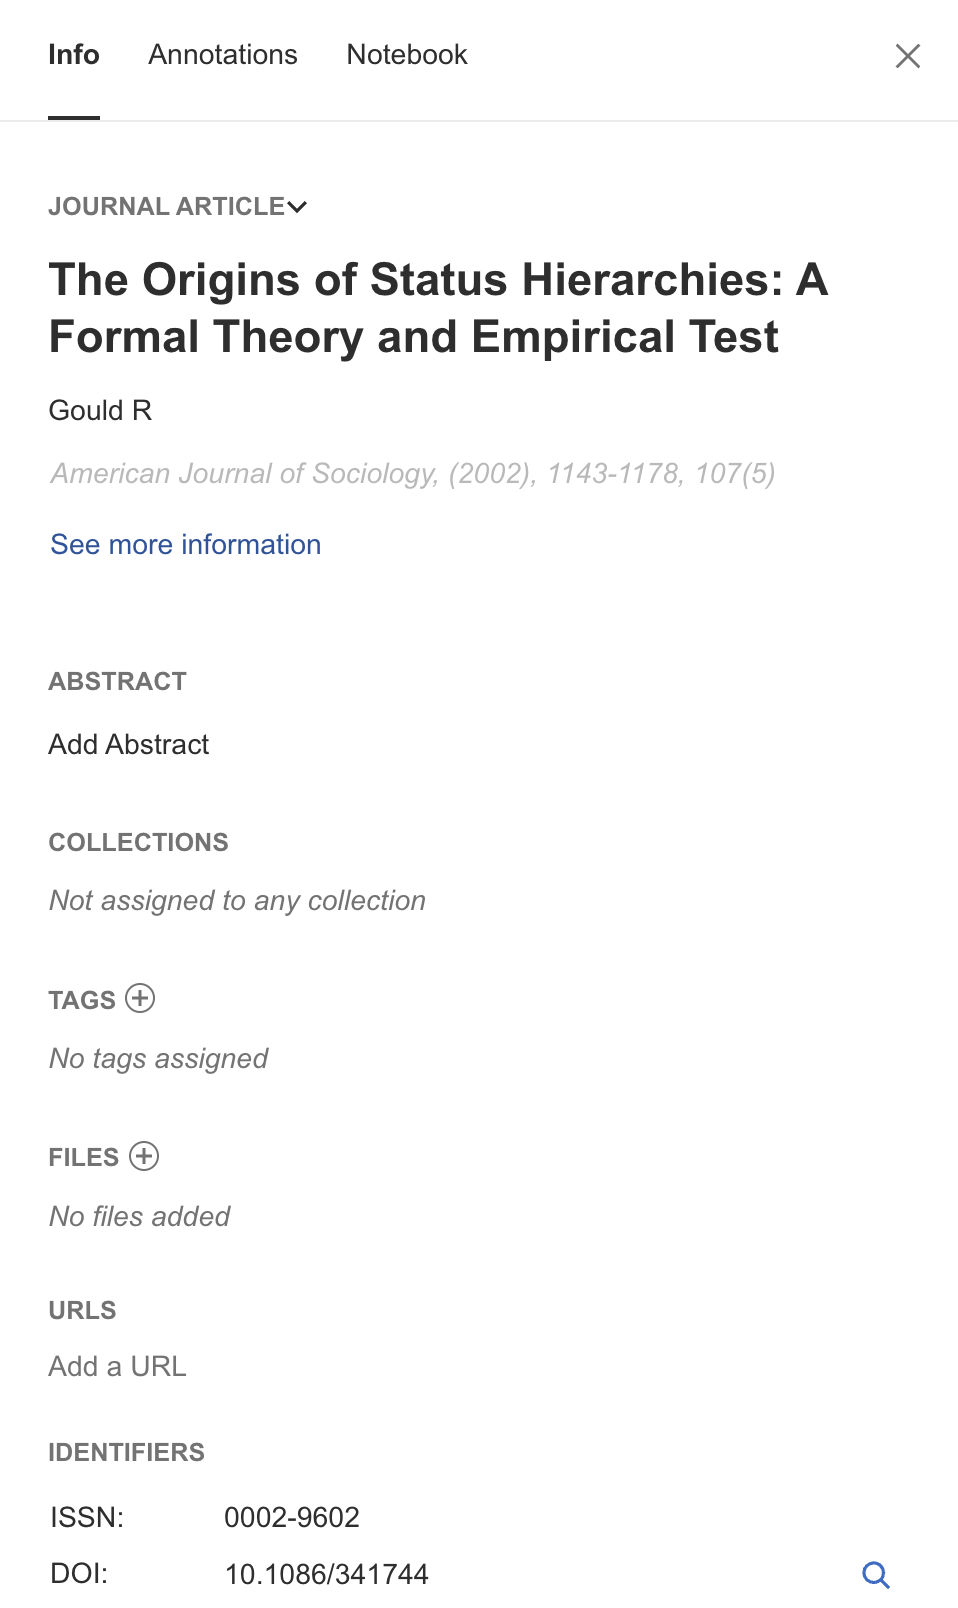 Info Annotations Notebook
JOURNAL ARTICLE
The Origins of Status Hierarchies: A
Formal Theory and Empirical Test
Gould R
American Journal of Sociology, (2002), 1143-1178, 107(5)
See more information
ABSTRACT
Add Abstract
COLLECTIONS
Not assigned to any collection
TAGS
No tags assigned
FILES
No files added
URLS
Add a URL
IDENTIFIERS
ISSN: 0002-9602
DOI: 10.1086/341744